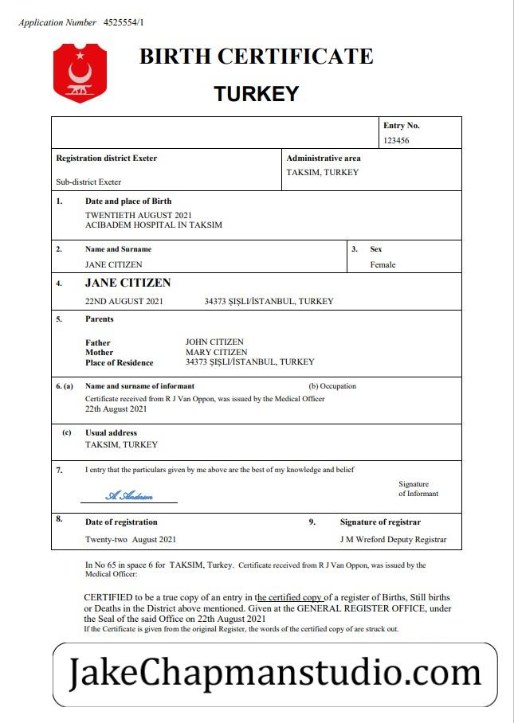 Application Number 4525554/1
BIRTH CERTIFICATE
TURKEY
Entry No.
123456
Registration district Exeter
Sub-district Exeter
Administrative area
TAKSIM, TURKEY
1. Date and place of Birth
TWENTIETH AUGUST 2021
ACIBADEM HOSPITAL IN TAKSIM
2. Name and Surname
JANE CITIZEN
3. Sex
Female
4. JANE CITIZEN
22ND AUGUST 2021 34373 ŞIŞLI/İSTANBUL, TURKEY
5. Parents
Father JOHN CITIZEN
Mother MARY CITIZEN
Place of Residence 34373 ŞIŞLI/İSTANBUL, TURKEY
6. (a) Name and surname of informant (b) Occupation
Certificate received from R J Van Oppon, was issued by the Medical Officer
22th August 2021
(c) Usual address
TAKSIM, TURKEY
7. I entry that the particulars given by me above are the best of my knowledge and belief
A. Anderson
Signature
of Informant
8. Date of registration
Twenty-two August 2021
9. Signature of registrar
J M Wreford Deputy Registrar
In No 65 in space 6 for TAKSIM, Turkey. Certificate received from R J Van Oppon, was issued by the
Medical Officer:
CERTIFIED to be a true copy of an entry in the certified copy of a register of Births, Still births
or Deaths in the District above mentioned. Given at the GENERAL REGISTER OFFICE, under
the Seal of the said Office on 22th August 2021
If the Certificate is given from the original Register, the words of the certified copy of are struck out.
JakeChapmanstudio.com